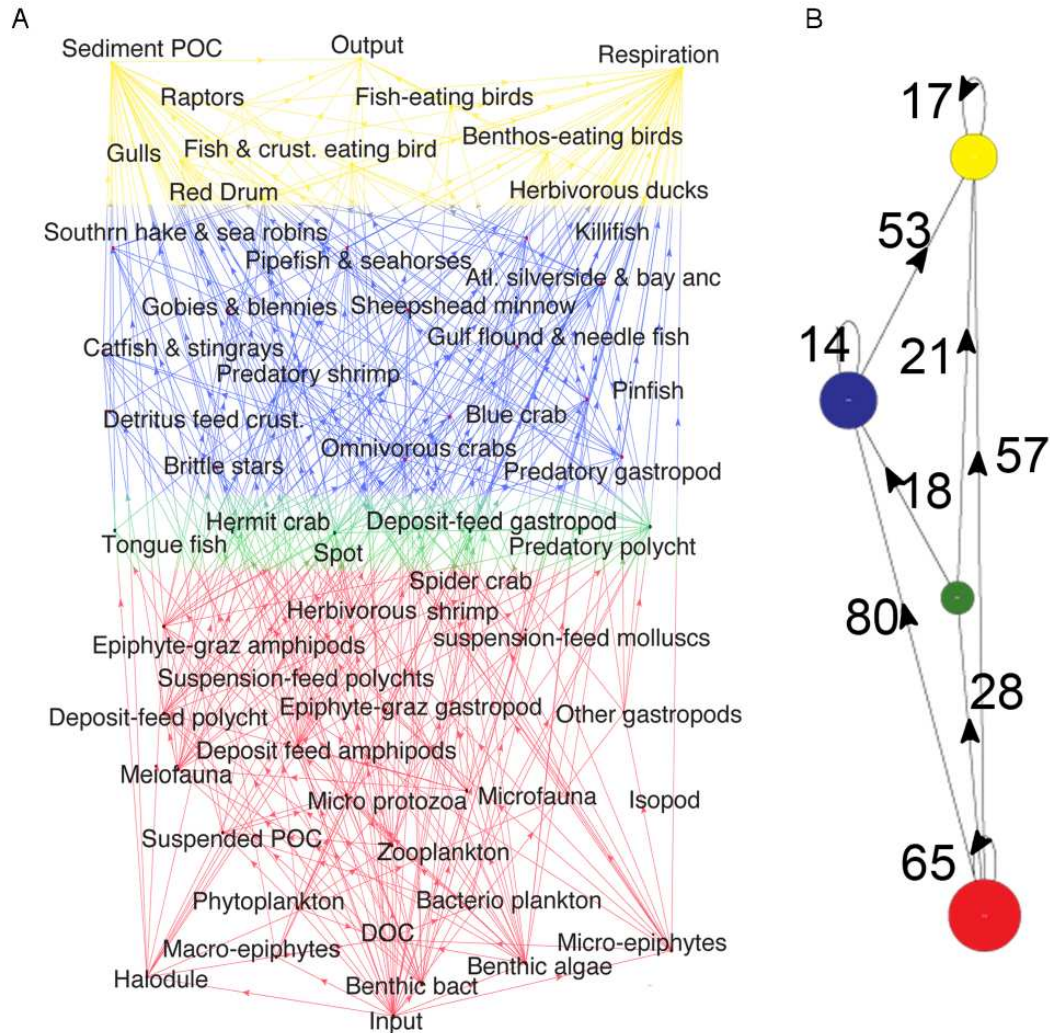 A
B
Sediment POC
Output
Respiration
Raptors
Fish-eating birds
Gulls
Fish & crust. eating bird
Benthos-eating birds
Red Drum
Herbivorous ducks
Southrn hake & sea robins
Killifish
Pipefish & seahorses
Atl. silverside & bay anc
Gobies & blennies
Sheepshead minnow
Catfish & stingrays
Gulf flound & needle fish
Predatory shrimp
Pinfish
Detritus feed crust.
Blue crab
Brittle stars
Omnivorous crabs
Predatory gastropod
Hermit crab
Deposit-feed gastropod
Tongue fish
Spot
Predatory polycht
Spider crab
Herbivorous shrimp
Epiphyte-graz amphipods
suspension-feed molluscs
Suspension-feed polychts
Deposit-feed polycht
Epiphyte-graz gastropod
Other gastropods
Deposit feed amphipods
Meiofauna
Micro protozoa
Microfauna
Isopod
Suspended POC
Zooplankton
Phytoplankton
Bacterio plankton
Macro-epiphytes
DOC
Micro-epiphytes
Halodule
Benthic bact
Benthic algae
Input
17
53
14
21
57
18
80
28
65